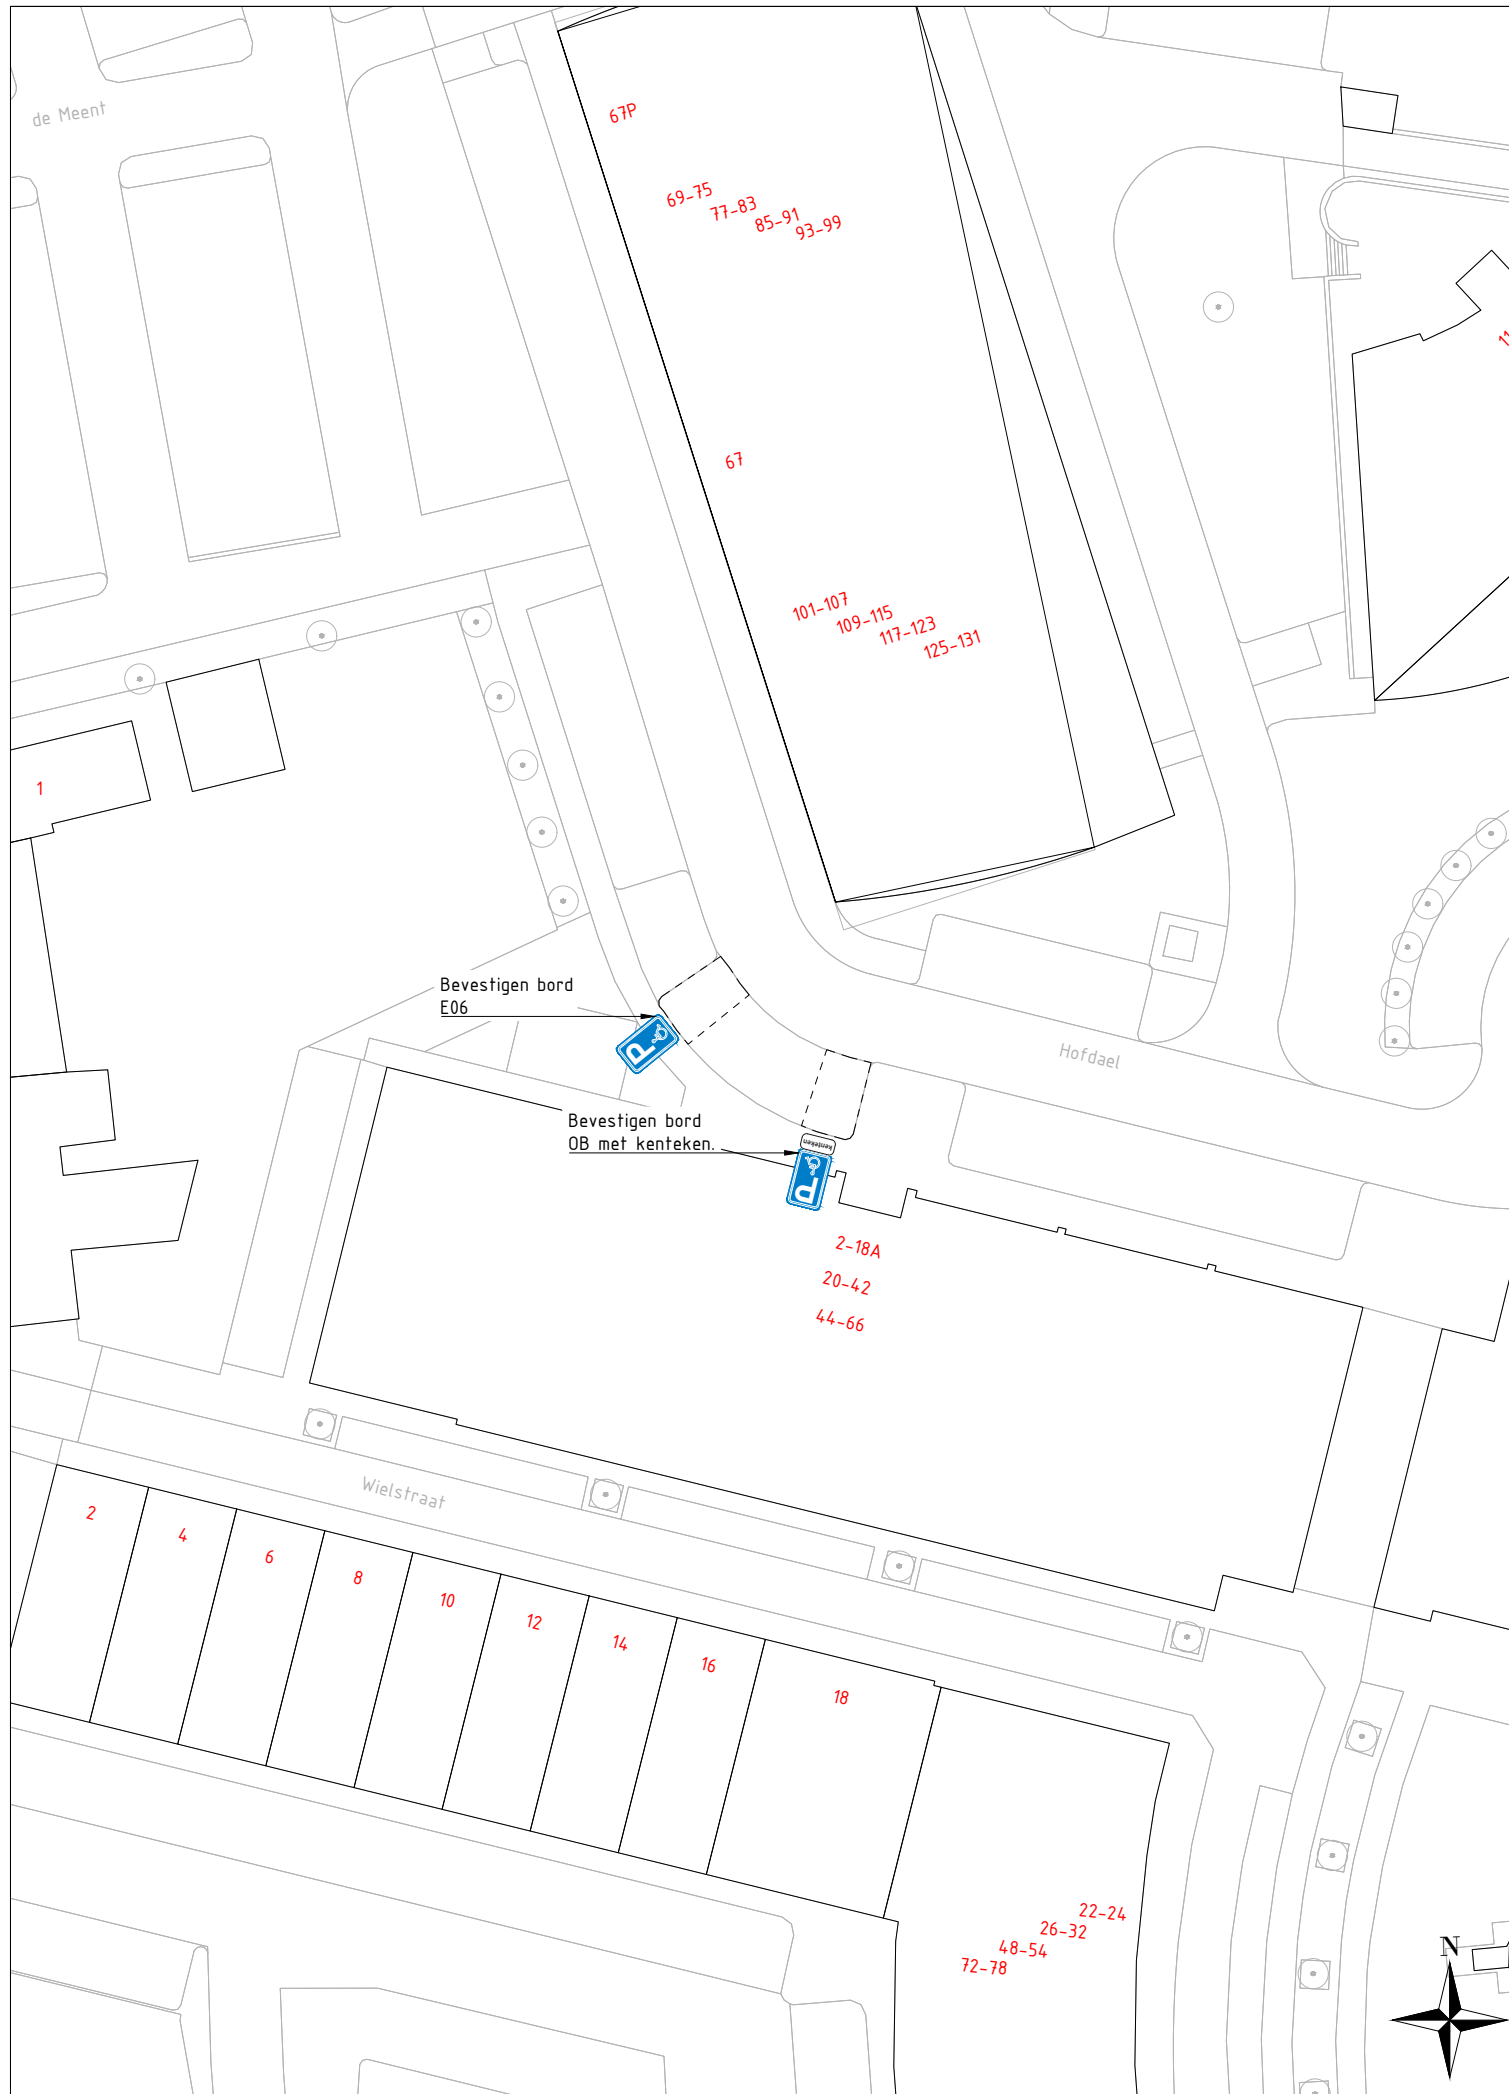 de Meent
67P
69-75
77-83
85-91
93-99
67
101-107
109-115
117-123
125-131
1
Bevestigen bord
E06
P
Hofdael
Bevestigen bord
OB met kenteken.
kenteken
P
2-18A
20-42
44-66
Wielstraat
2
4
6
8
10
12
14
16
18
22-24
26-32
48-54
72-78
N